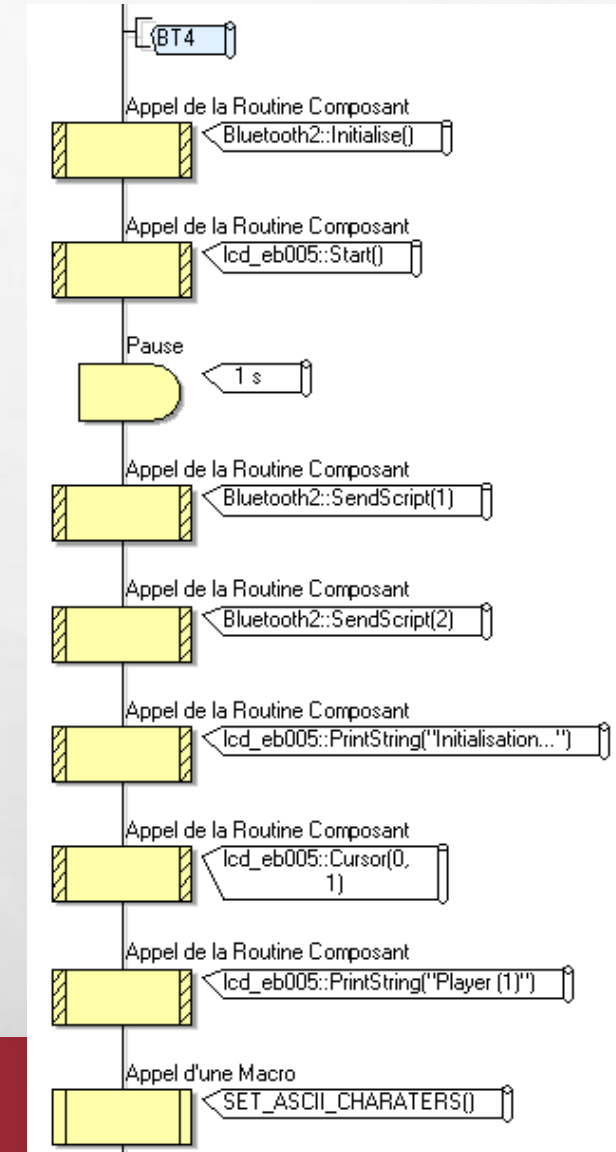 BT4
Appel de la Routine Composant
Bluetooth2::Initialise()
Appel de la Routine Composant
lcd_eb005::Start()
Pause
1 s
Appel de la Routine Composant
Bluetooth2::SendScript(1)
Appel de la Routine Composant
Bluetooth2::SendScript(2)
Appel de la Routine Composant
lcd_eb005::PrintString("Initialisation...")
Appel de la Routine Composant
lcd_eb005::Cursor(0,
1)
Appel de la Routine Composant
lcd_eb005::PrintString("Player (1)")
Appel d'une Macro
SET_ASCII_CHARATERS()